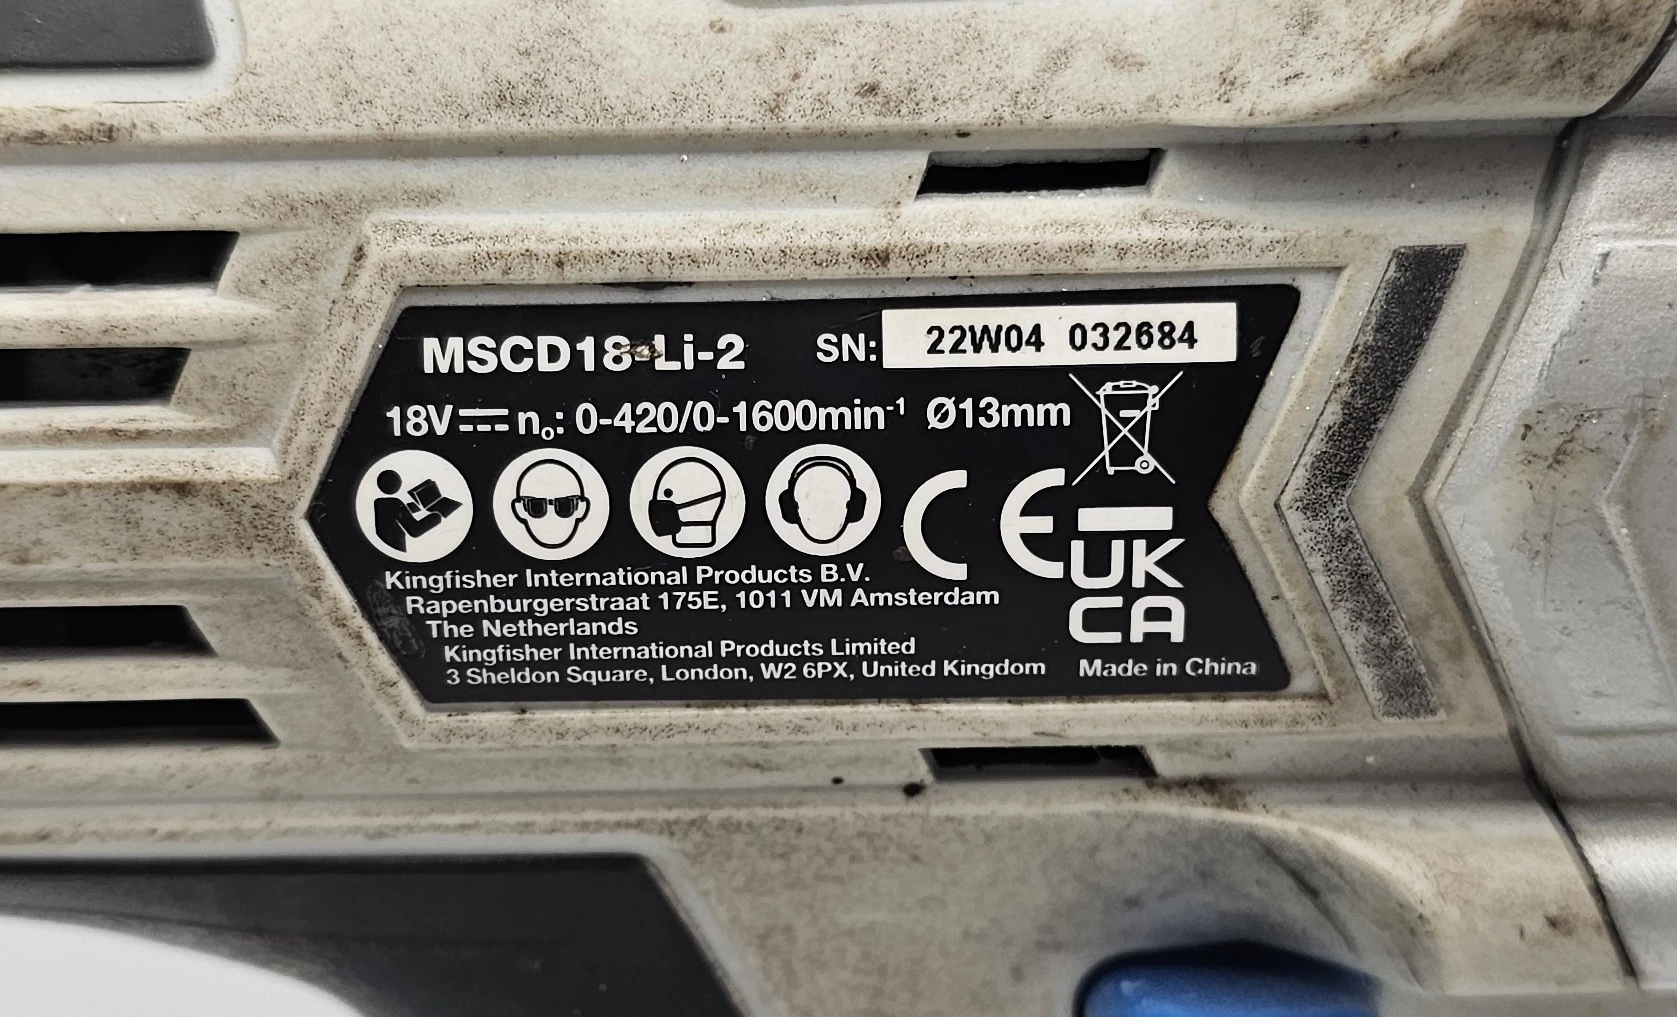 MSCD18-Li-2 SN: 22W04 032684
18V⎓ nₒ: 0-420/0-1600min⁻¹ Ø13mm
CE
UK
CA
Kingfisher International Products B.V.
Rapenburgerstraat 175E, 1011 VM Amsterdam
The Netherlands
Kingfisher International Products Limited
3 Sheldon Square, London, W2 6PX, United Kingdom Made in China